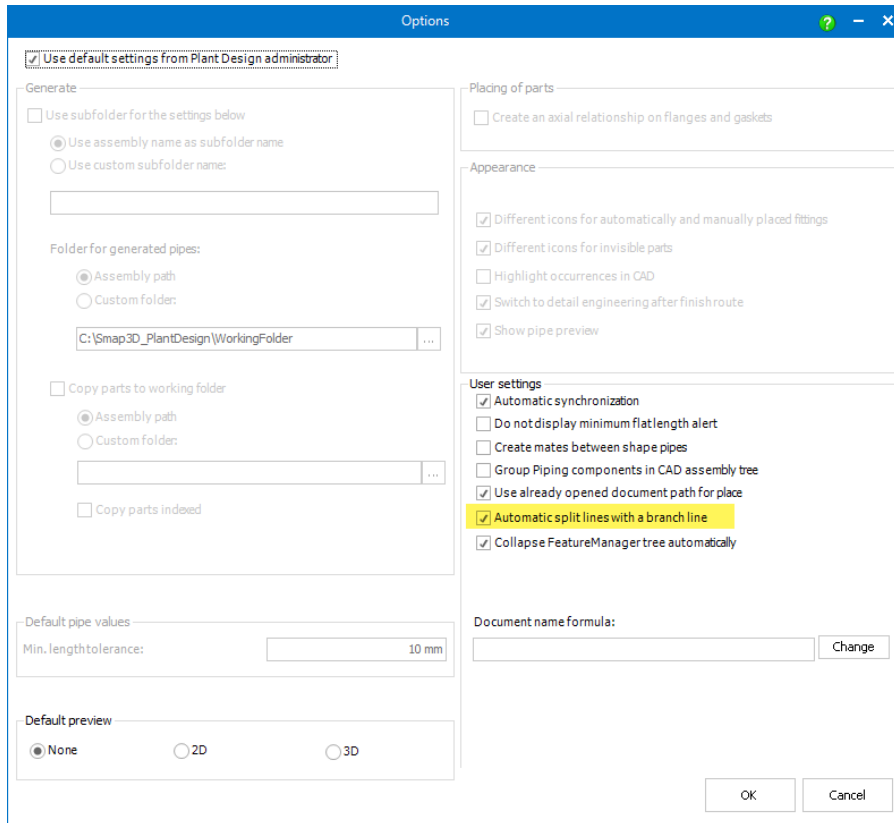 Options
Use default settings from Plant Design administrator
Generate
Use subfolder for the settings below
Use assembly name as subfolder name
Use custom subfolder name:
Folder for generated pipes:
Assembly path
Custom folder:
C:\Smap3D_PlantDesign\WorkingFolder
...
Copy parts to working folder
Assembly path
Custom folder:
...
Copy parts indexed
Default pipe values
Min. length tolerance:
10 mm
Default preview
None
2D
3D
Placing of parts
Create an axial relationship on flanges and gaskets
Appearance
Different icons for automatically and manually placed fittings
Different icons for invisible parts
Highlight occurrences in CAD
Switch to detail engineering after finish route
Show pipe preview
User settings
Automatic synchronization
Do not display minimum flat length alert
Create mates between shape pipes
Group Piping components in CAD assembly tree
Use already opened document path for place
Automatic split lines with a branch line
Collapse FeatureManager tree automatically
Document name formula:
Change
OK
Cancel